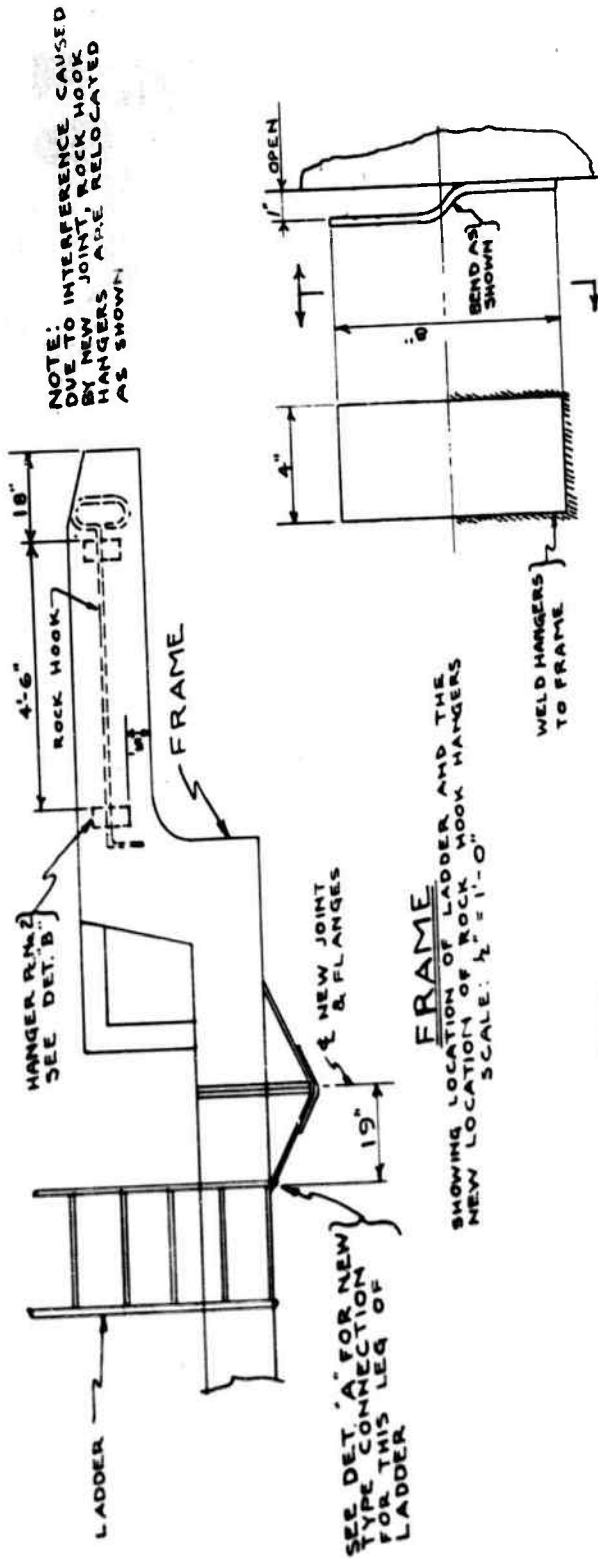 NOTE:
DUE TO INTERFERENCE CAUSED
BY NEW JOINT, ROCK HOOK
HANGERS ARE RELOCATED
AS SHOWN
18"
4'-6"
ROCK HOOK
HANGER Pc No 2
SEE DET. "B"
5"
FRAME
LADDER
19"
℄ NEW JOINT
& FLANGES
SEE DET. "A" FOR NEW
TYPE CONNECTION
FOR THIS LEG OF
LADDER
FRAME
SHOWING LOCATION OF LADDER AND THE
NEW LOCATION OF ROCK HOOK HANGERS
SCALE: ½" = 1'-0"
1" OPEN
BEND AS
SHOWN
8"
4"
WELD HANGERS
TO FRAME